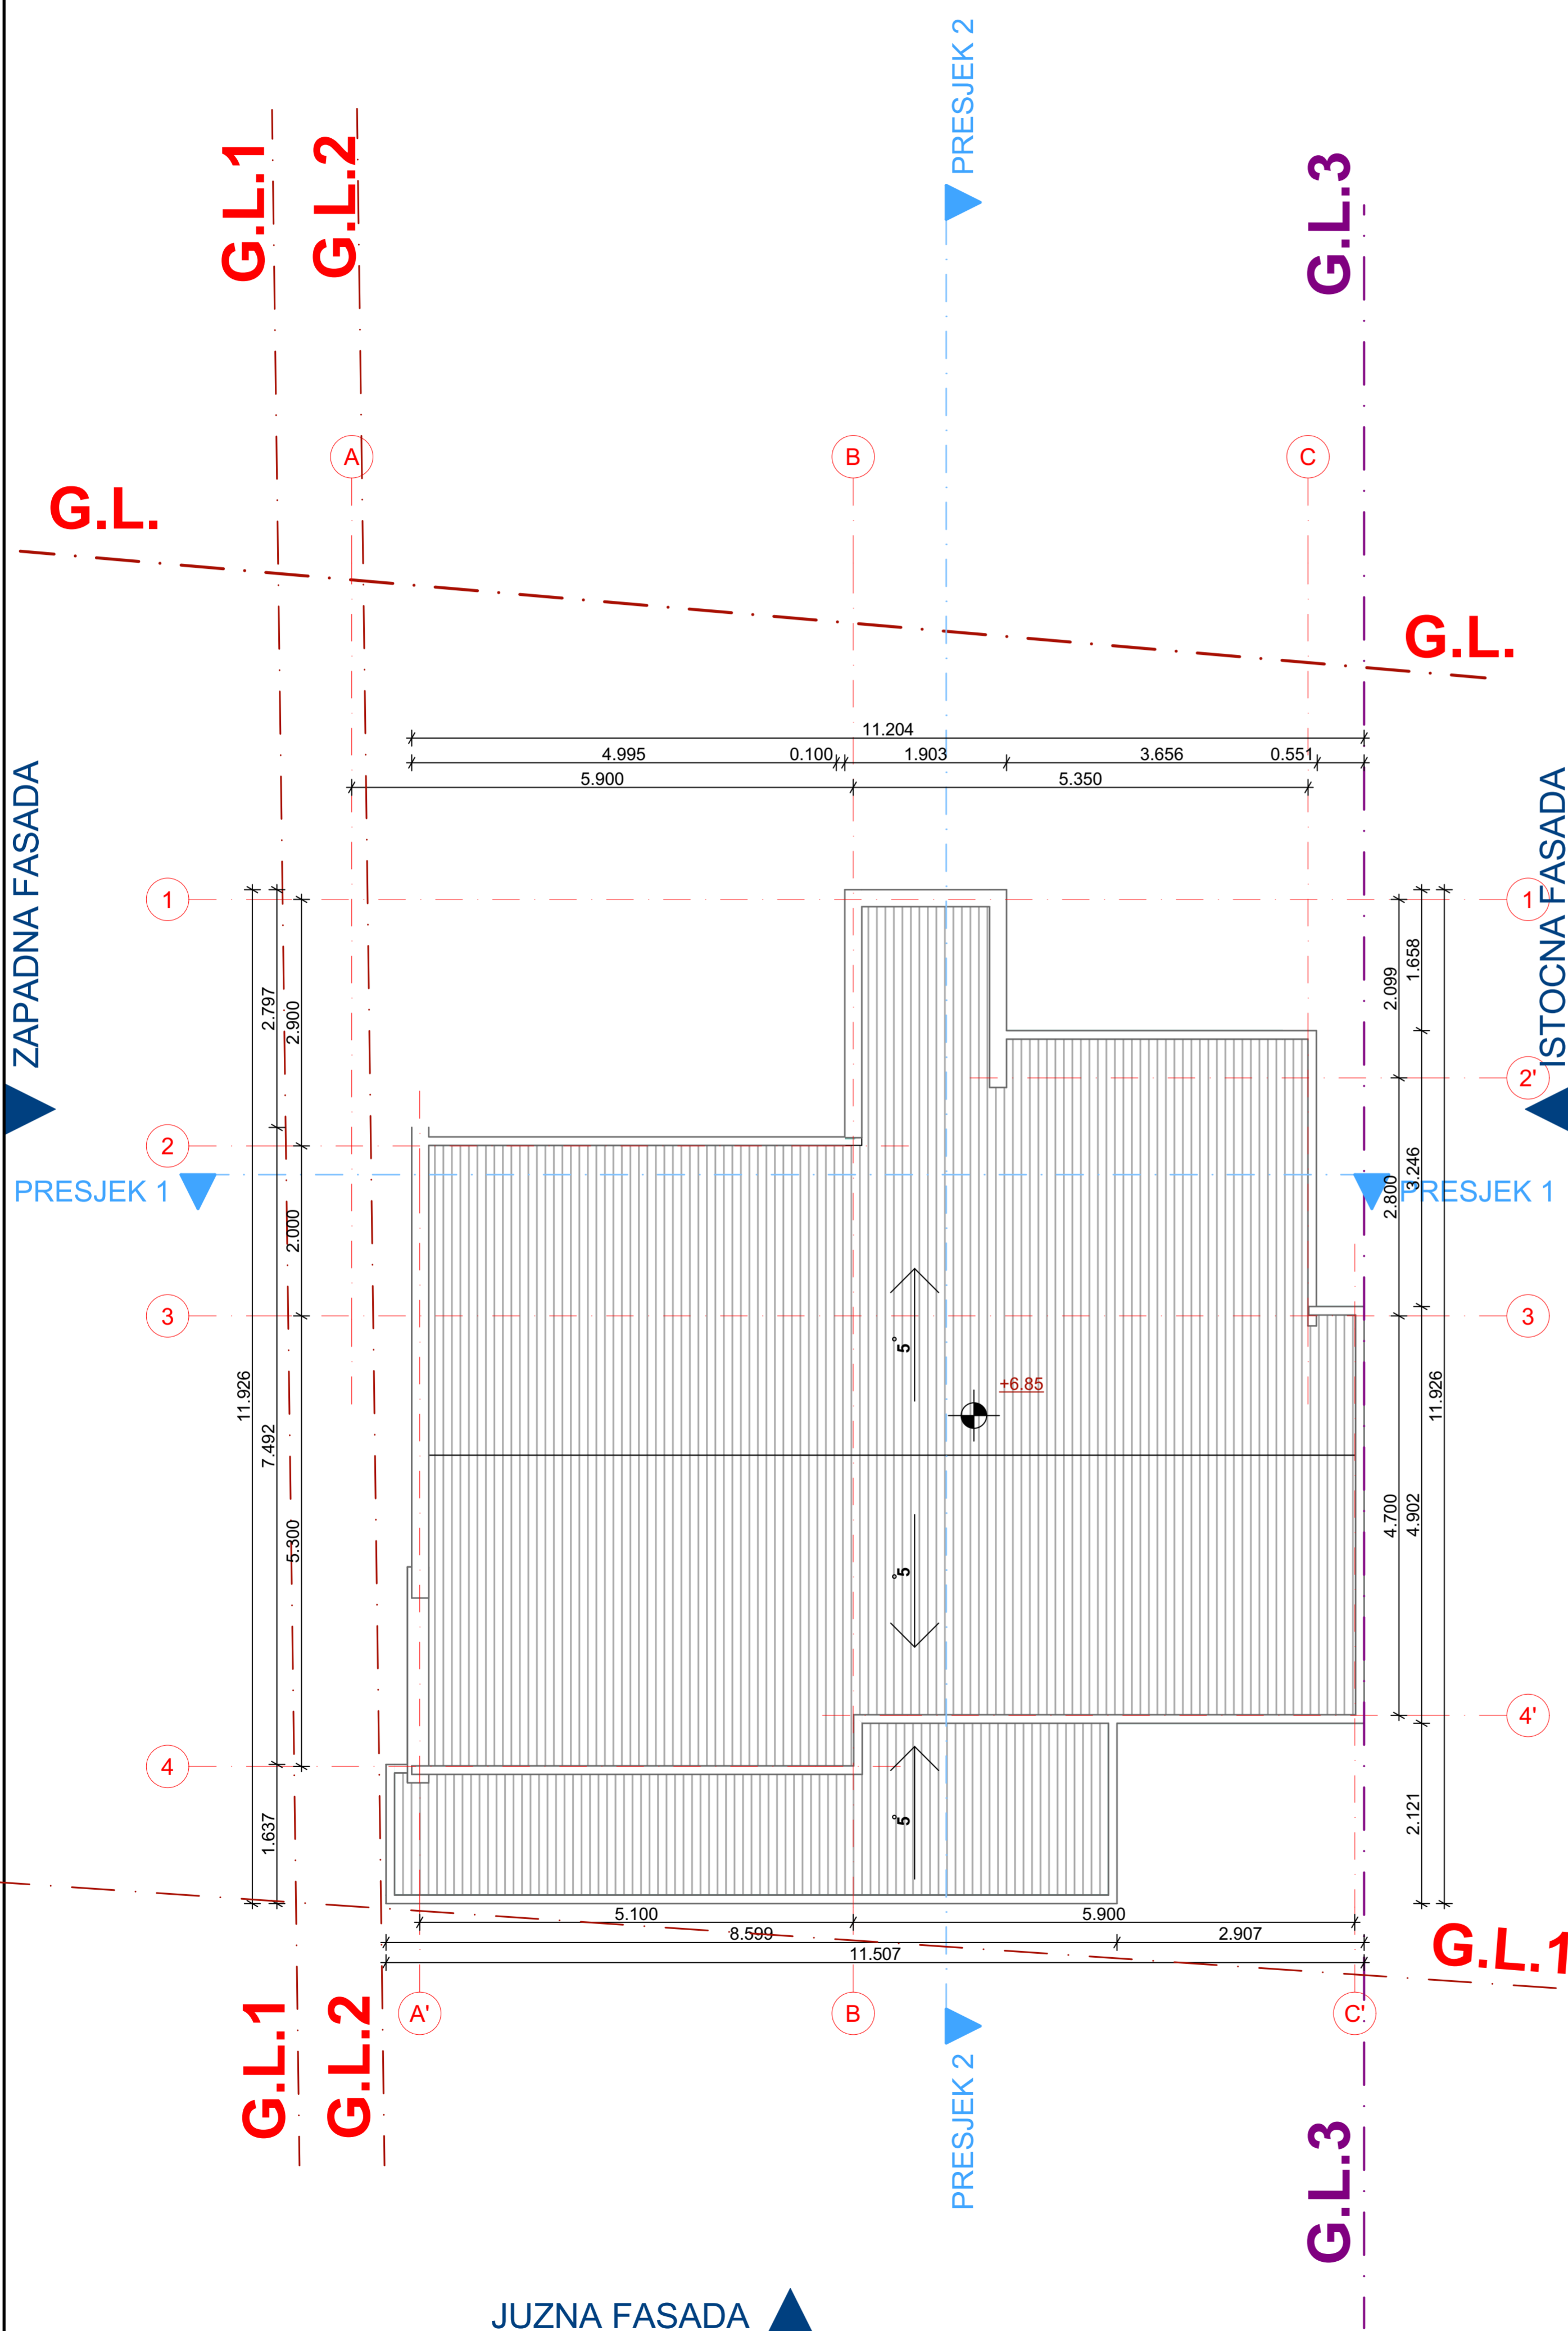 PRESJEK 2
G.L.1
G.L.2
G.L.3
A
B
C
G.L.
G.L.
11.204
4.995
0.100
1.903
3.656
0.551
5.900
5.350
ZAPADNA FASADA
ISTOCNA FASADA
1
1
2.797
2.900
2.099
1.658
2'
2
PRESJEK 1
PRESJEK 1
2.000
2.800
3.246
3
3
5°
+6.85
11.926
7.492
5.300
11.926
4.700
4.902
5°
4'
4
1.637
5°
2.121
5.100
5.900
8.599
2.907
11.507
G.L.1
A'
B
C'
G.L.1
G.L.2
PRESJEK 2
G.L.3
JUZNA FASADA